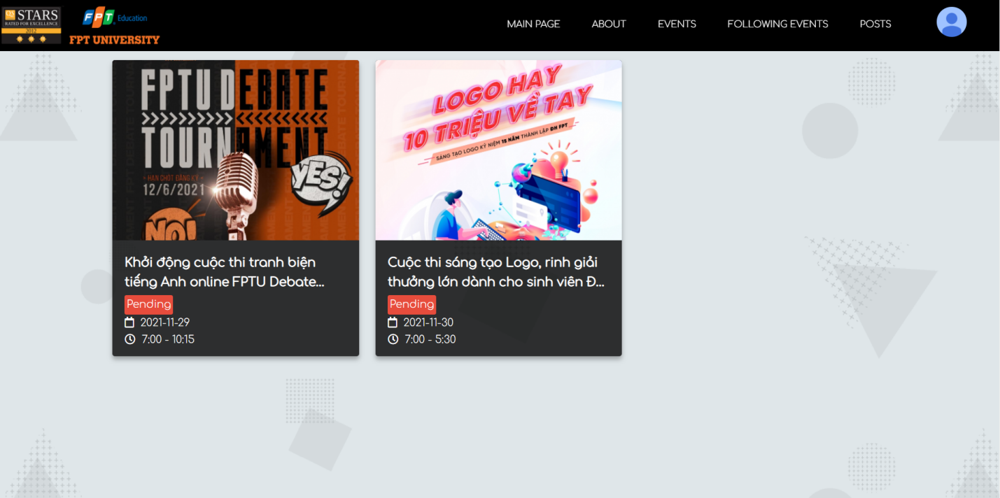 QS STARS
RATED FOR EXCELLENCE
2012
FPT Education
FPT UNIVERSITY
MAIN PAGE
ABOUT
EVENTS
FOLLOWING EVENTS
POSTS
FPTU DEBATE
TOURNAMENT
• HẠN CHÓT ĐĂNG KÝ •
12/6/2021
YES!
NO!
LOGO HAY
10 TRIỆU VỀ TAY
SÁNG TẠO LOGO KỶ NIỆM 15 NĂM THÀNH LẬP ĐH FPT
Khởi động cuộc thi tranh biện
tiếng Anh online FPTU Debate...
Pending
2021-11-29
7:00 - 10:15
Cuộc thi sáng tạo Logo, rinh giải
thưởng lớn dành cho sinh viên Đ...
Pending
2021-11-30
7:00 - 5:30